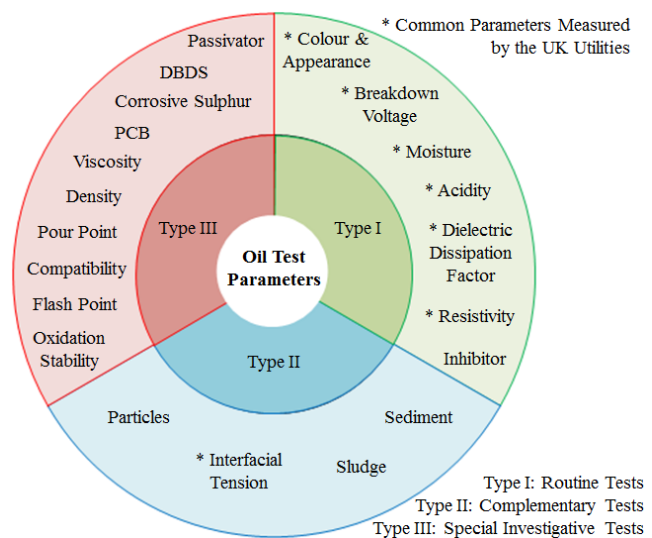 * Common Parameters Measured
by the UK Utilities
Passivator
DBDS
Corrosive Sulphur
PCB
Viscosity
Density
Pour Point
Compatibility
Flash Point
Oxidation
Stability
* Colour &
Appearance
* Breakdown
Voltage
* Moisture
* Acidity
* Dielectric
Dissipation
Factor
* Resistivity
Inhibitor
Type III
Type I
Oil Test
Parameters
Type II
Particles
* Interfacial
Tension
Sludge
Sediment
Type I: Routine Tests
Type II: Complementary Tests
Type III: Special Investigative Tests